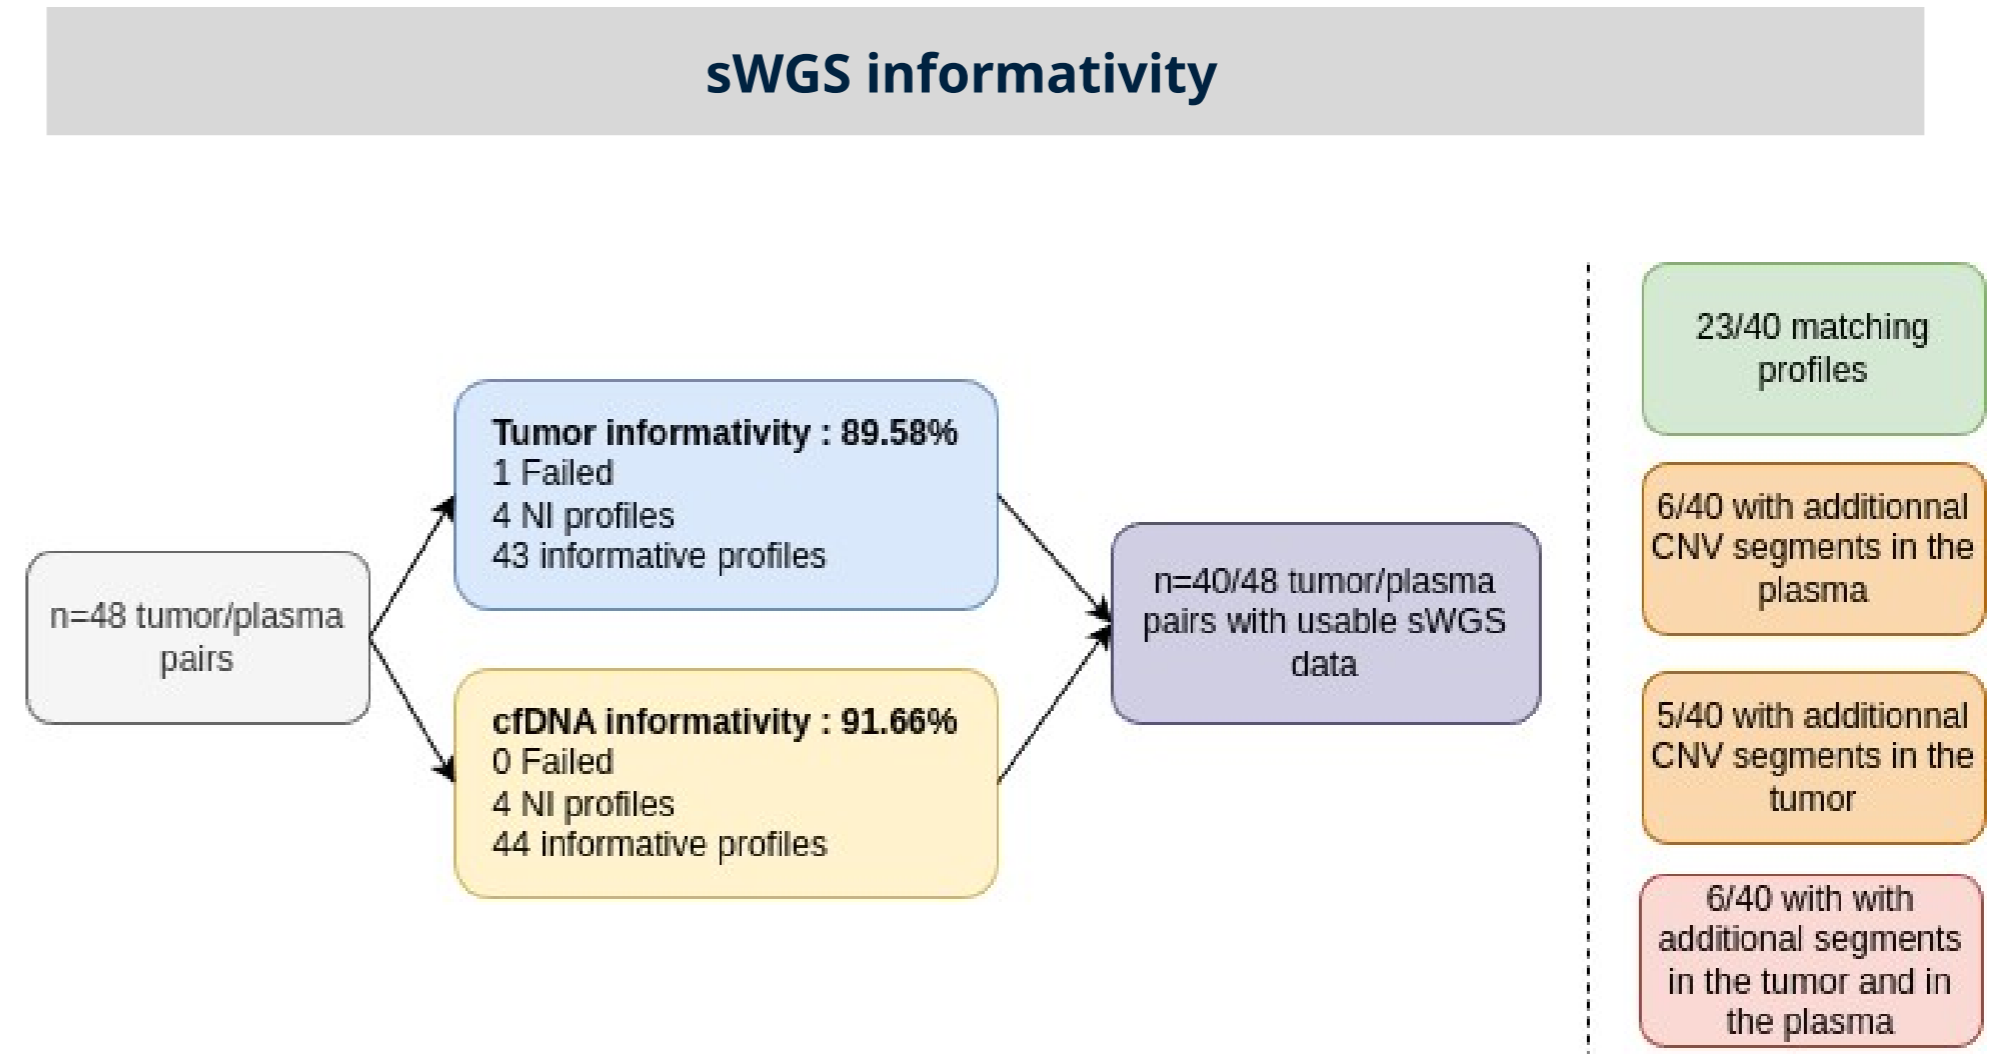 sWGS informativity
n=48 tumor/plasma
pairs
Tumor informativity : 89.58%
1 Failed
4 NI profiles
43 informative profiles
cfDNA informativity : 91.66%
0 Failed
4 NI profiles
44 informative profiles
n=40/48 tumor/plasma
pairs with usable sWGS
data
23/40 matching
profiles
6/40 with additionnal
CNV segments in the
plasma
5/40 with additionnal
CNV segments in the
tumor
6/40 with with
additional segments
in the tumor and in
the plasma